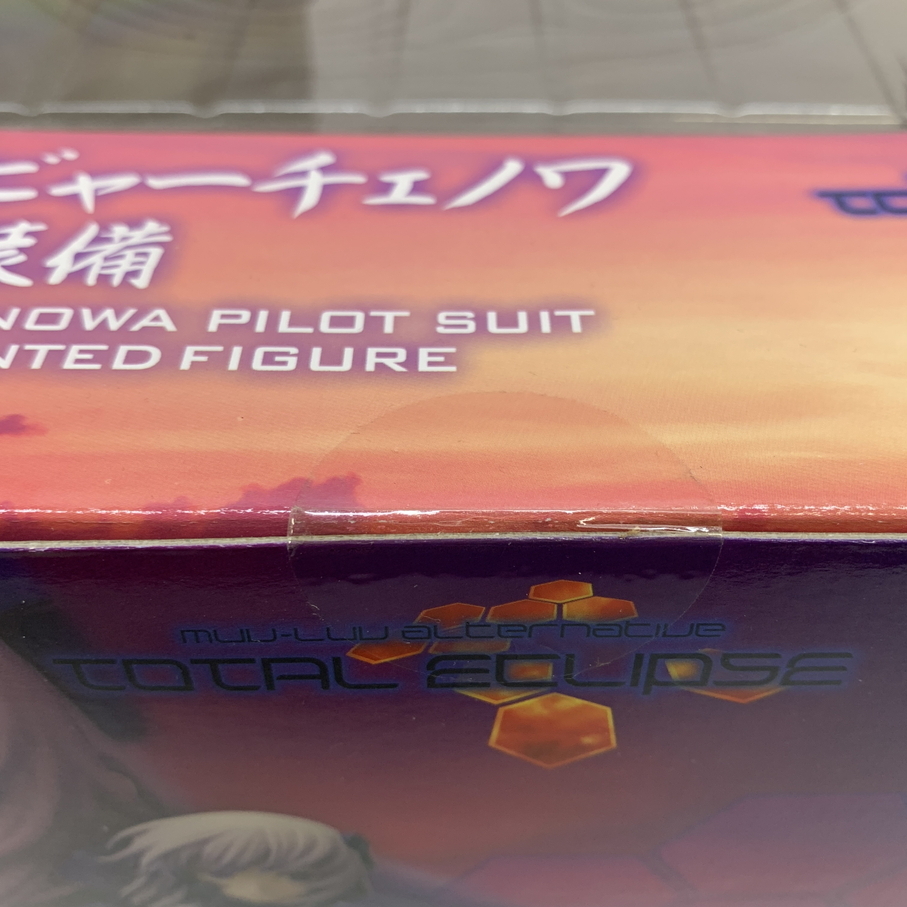 ビャーチェノワ
装備
NOWA PILOT SUIT
NTED FIGURE
muv-luv alternative
TOTAL ECLIPSE